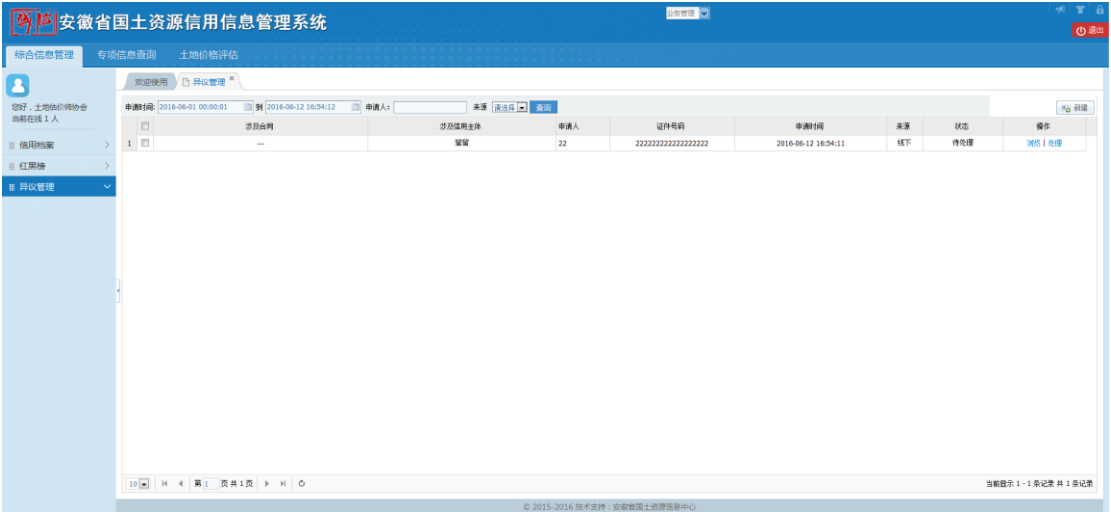 诚信 安徽省国土资源信用信息管理系统
业务管理
退出
综合信息管理 专项信息查询 土地价格评估
欢迎使用 异议管理 ×
您好，土地估价师协会
当前在线 1 人
信用档案
红黑榜
异议管理
申请时间: 2016-06-01 00:00:01 到 2016-06-12 16:54:12 申请人: 来源 请选择 查询 新建
涉及合同 涉及信用主体 申请人 证件号码 申请时间 来源 状态 操作
1 — 22 222222222222222222 2016-06-12 16:54:11 线下 待处理 浏览 | 处理
10 第 1 页 共 1 页 当前显示 1 - 1 条记录 共 1 条记录
© 2015-2016 技术支持：安徽省国土资源信息中心